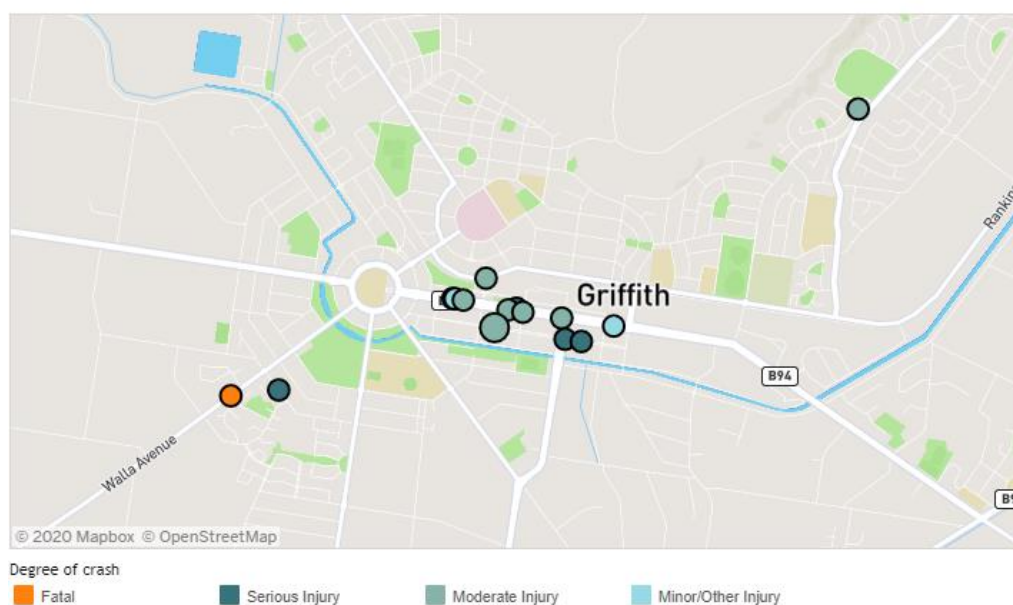 Rankin
Griffith
B94
Walla Avenue
© 2020 Mapbox © OpenStreetMap
Degree of crash
Fatal
Serious Injury
Moderate Injury
Minor/Other Injury